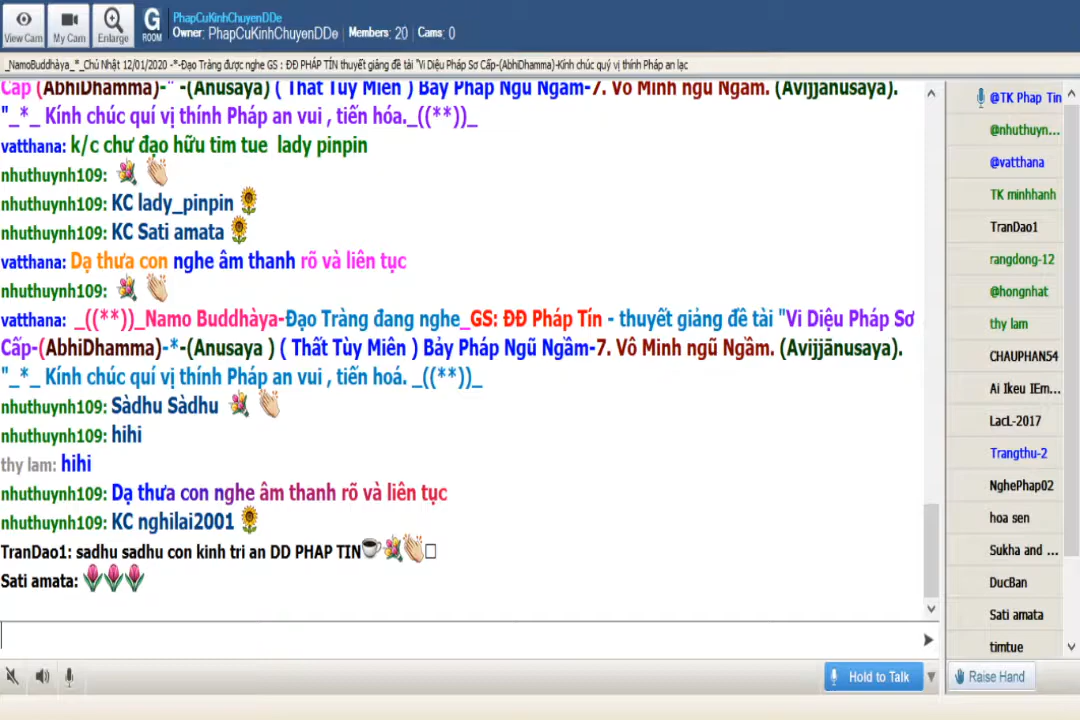 View Cam
My Cam
Enlarge
G
ROOM
PhapCuKinhChuyenDDe
Owner: PhapCuKinhChuyenDDe Members: 20 Cams: 0
_NamoBuddhàya_*_Chủ Nhật 12/01/2020 -*-Đạo Tràng được nghe GS : ĐĐ PHÁP TÍN thuyết giảng đề tài "Vi Diệu Pháp Sơ Cấp-(AbhiDhamma)-Kính chúc quý vị thính Pháp an lạc
Cấp (AbhiDhamma)-*-(Anusaya) ( Thất Tùy Miên ) Bảy Pháp Ngũ Ngầm-7. Vô Minh ngũ Ngầm. (Avijjānusaya).
"_*_ Kính chúc quí vị thính Pháp an vui , tiến hóa._((**))_
vatthana: k/c chư đạo hữu tim tue lady pinpin
nhuthuynh109:
nhuthuynh109: KC lady_pinpin
nhuthuynh109: KC Sati amata
vatthana: Dạ thưa con nghe âm thanh rõ và liên tục
nhuthuynh109:
vatthana: _((**))_Namo Buddhàya-Đạo Tràng đang nghe_GS: ĐĐ Pháp Tín - thuyết giảng đề tài "Vi Diệu Pháp Sơ
Cấp-(AbhiDhamma)-*-(Anusaya ) ( Thất Tùy Miên ) Bảy Pháp Ngũ Ngầm-7. Vô Minh ngũ Ngầm. (Avijjānusaya).
"_*_ Kính chúc quí vị thính Pháp an vui , tiến hoá. _((**))_
nhuthuynh109: Sàdhu Sàdhu
nhuthuynh109: hihi
thy lam: hihi
nhuthuynh109: Dạ thưa con nghe âm thanh rõ và liên tục
nhuthuynh109: KC nghilai2001
TranDao1: sadhu sadhu con kinh tri an DD PHAP TIN
Sati amata:
@TK Phap Tin
@nhuthuyn...
@vatthana
TK minhhanh
TranDao1
rangdong-12
@hongnhat
thy lam
CHAUPHAN54
Ai Ikeu IEm...
LacL-2017
Trangthu-2
NghePhap02
hoa sen
Sukha and ...
DucBan
Sati amata
timtue
Hold to Talk
Raise Hand